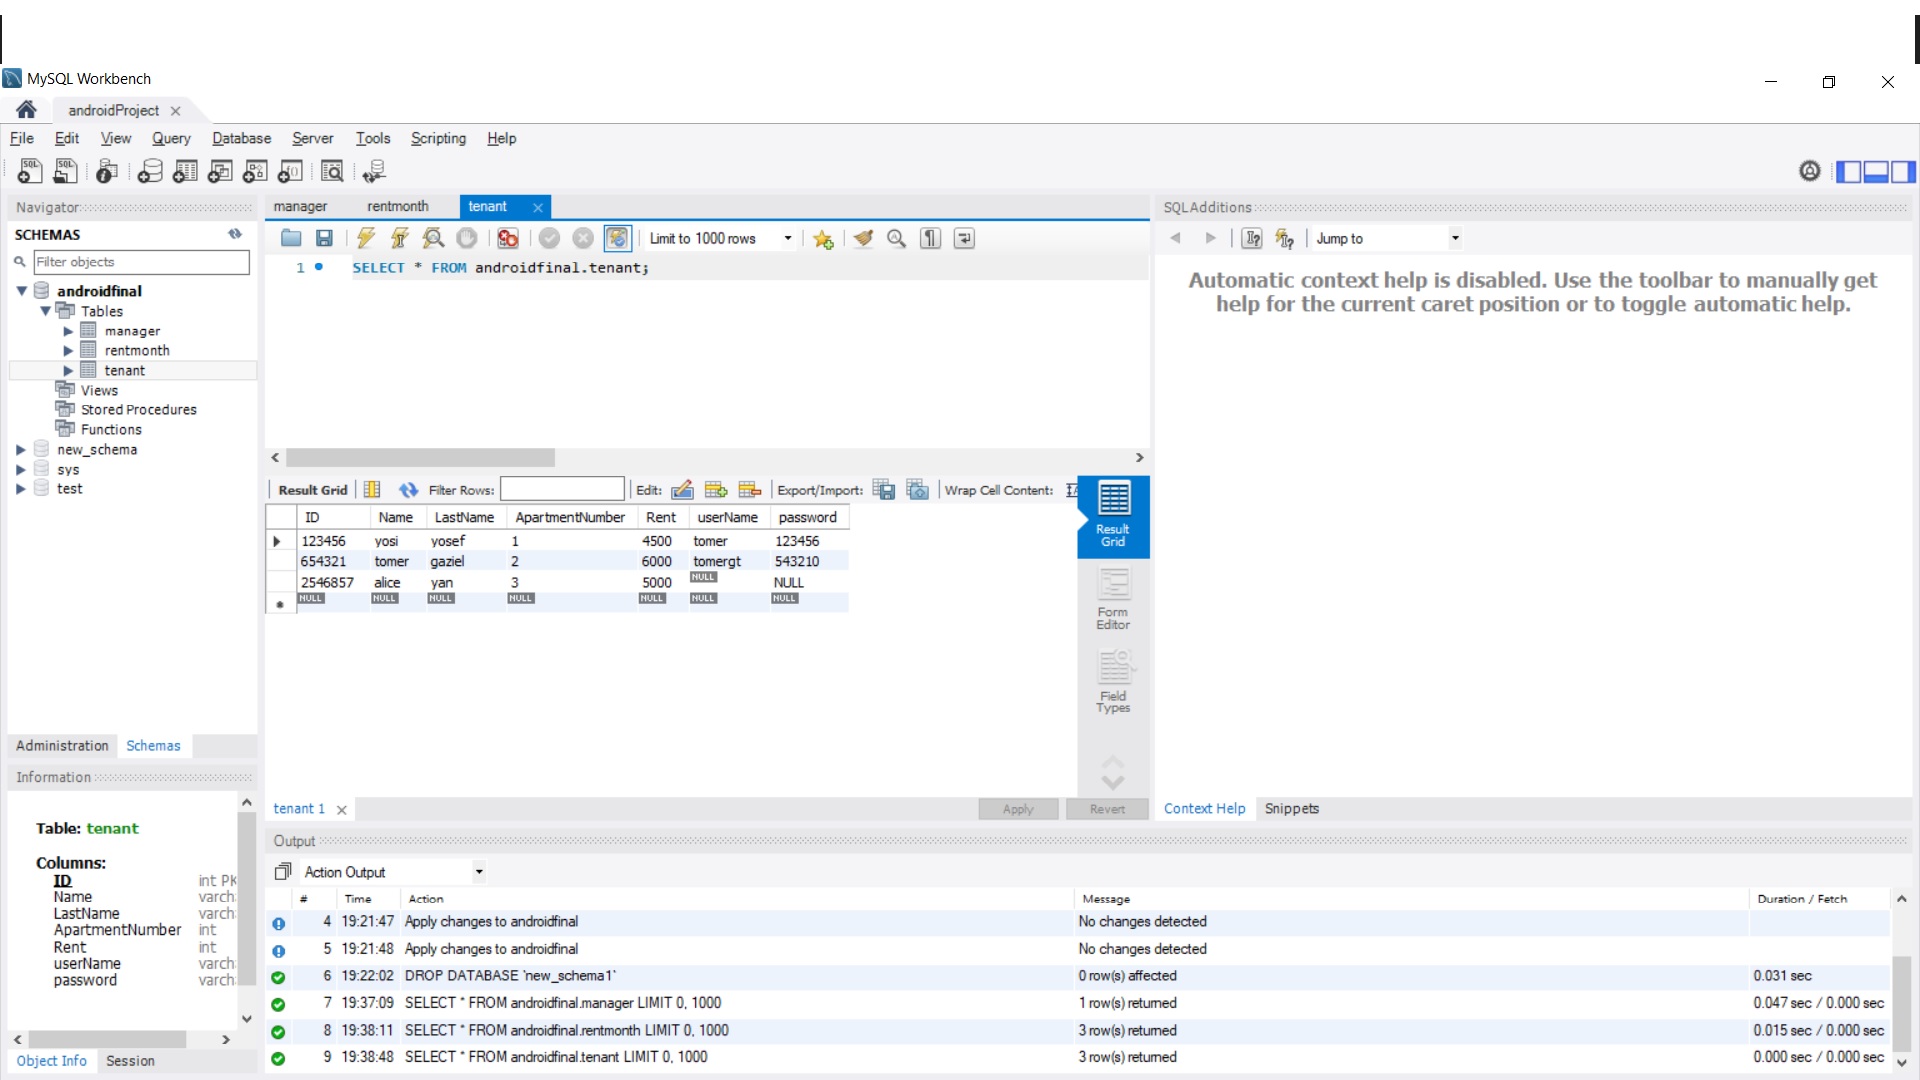 MySQL Workbench
androidProject
File Edit View Query Database Server Tools Scripting Help
Navigator
SCHEMAS
Filter objects
androidfinal
Tables
manager
rentmonth
tenant
Views
Stored Procedures
Functions
new_schema
sys
test
Administration Schemas
Information
Table: tenant
Columns:
ID int PK
Name varch
LastName varch
ApartmentNumber int
Rent int
userName varch
password varch
Object Info Session
manager rentmonth tenant
Limit to 1000 rows
1 SELECT * FROM androidfinal.tenant;
Result Grid Filter Rows: Edit: Export/Import: Wrap Cell Content:
ID Name LastName ApartmentNumber Rent userName password
123456 yosi yosef 1 4500 tomer 123456
654321 tomer gaziel 2 6000 tomergt 543210
2546857 alice yan 3 5000 NULL NULL
NULL NULL NULL NULL NULL NULL NULL
Result
Grid
Form
Editor
Field
Types
tenant 1 Apply Revert
SQLAdditions
Jump to
Automatic context help is disabled. Use the toolbar to manually get
help for the current caret position or to toggle automatic help.
Context Help Snippets
Output
Action Output
# Time Action Message Duration / Fetch
4 19:21:47 Apply changes to androidfinal No changes detected
5 19:21:48 Apply changes to androidfinal No changes detected
6 19:22:02 DROP DATABASE `new_schema1` 0 row(s) affected 0.031 sec
7 19:37:09 SELECT * FROM androidfinal.manager LIMIT 0, 1000 1 row(s) returned 0.047 sec / 0.000 sec
8 19:38:11 SELECT * FROM androidfinal.rentmonth LIMIT 0, 1000 3 row(s) returned 0.015 sec / 0.000 sec
9 19:38:48 SELECT * FROM androidfinal.tenant LIMIT 0, 1000 3 row(s) returned 0.000 sec / 0.000 sec